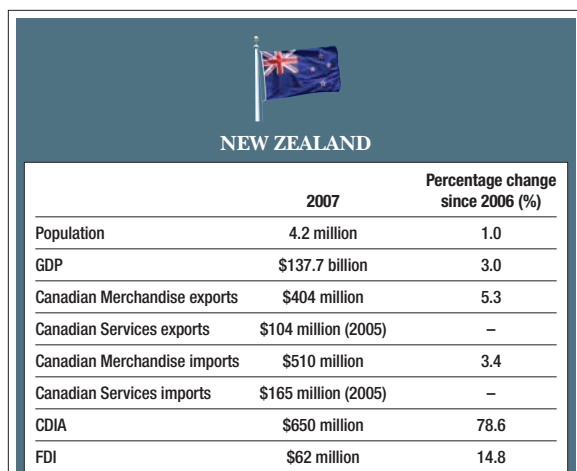 NEW ZEALAND
2007 Percentage change since 2006 (%)
Population 4.2 million 1.0
GDP $137.7 billion 3.0
Canadian Merchandise exports $404 million 5.3
Canadian Services exports $104 million (2005) –
Canadian Merchandise imports $510 million 3.4
Canadian Services imports $165 million (2005) –
CDIA $650 million 78.6
FDI $62 million 14.8